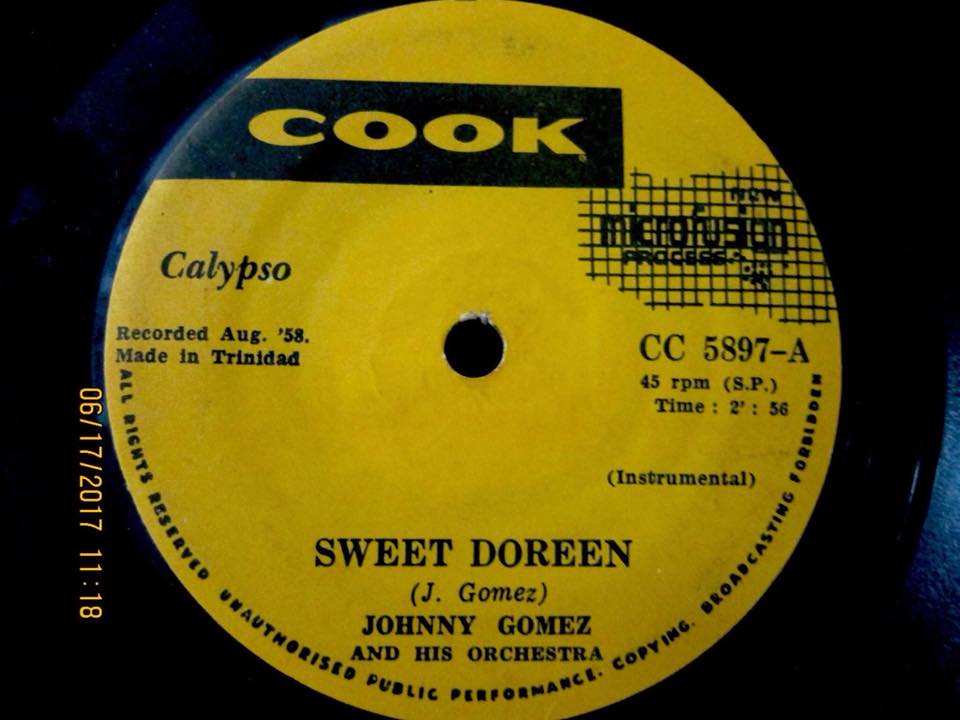 COOK
NEW
microfusion
PROCESS
Calypso
Recorded Aug. '58.
Made in Trinidad
CC 5897-A
45 rpm (S.P.)
Time : 2' : 56
(Instrumental)
SWEET DOREEN
(J. Gomez)
JOHNNY GOMEZ
AND HIS ORCHESTRA
ALL RIGHTS RESERVED UNAUTHORISED PUBLIC PERFORMANCE. COPYING. BROADCASTING FORBIDDEN
06/17/2017 11:18